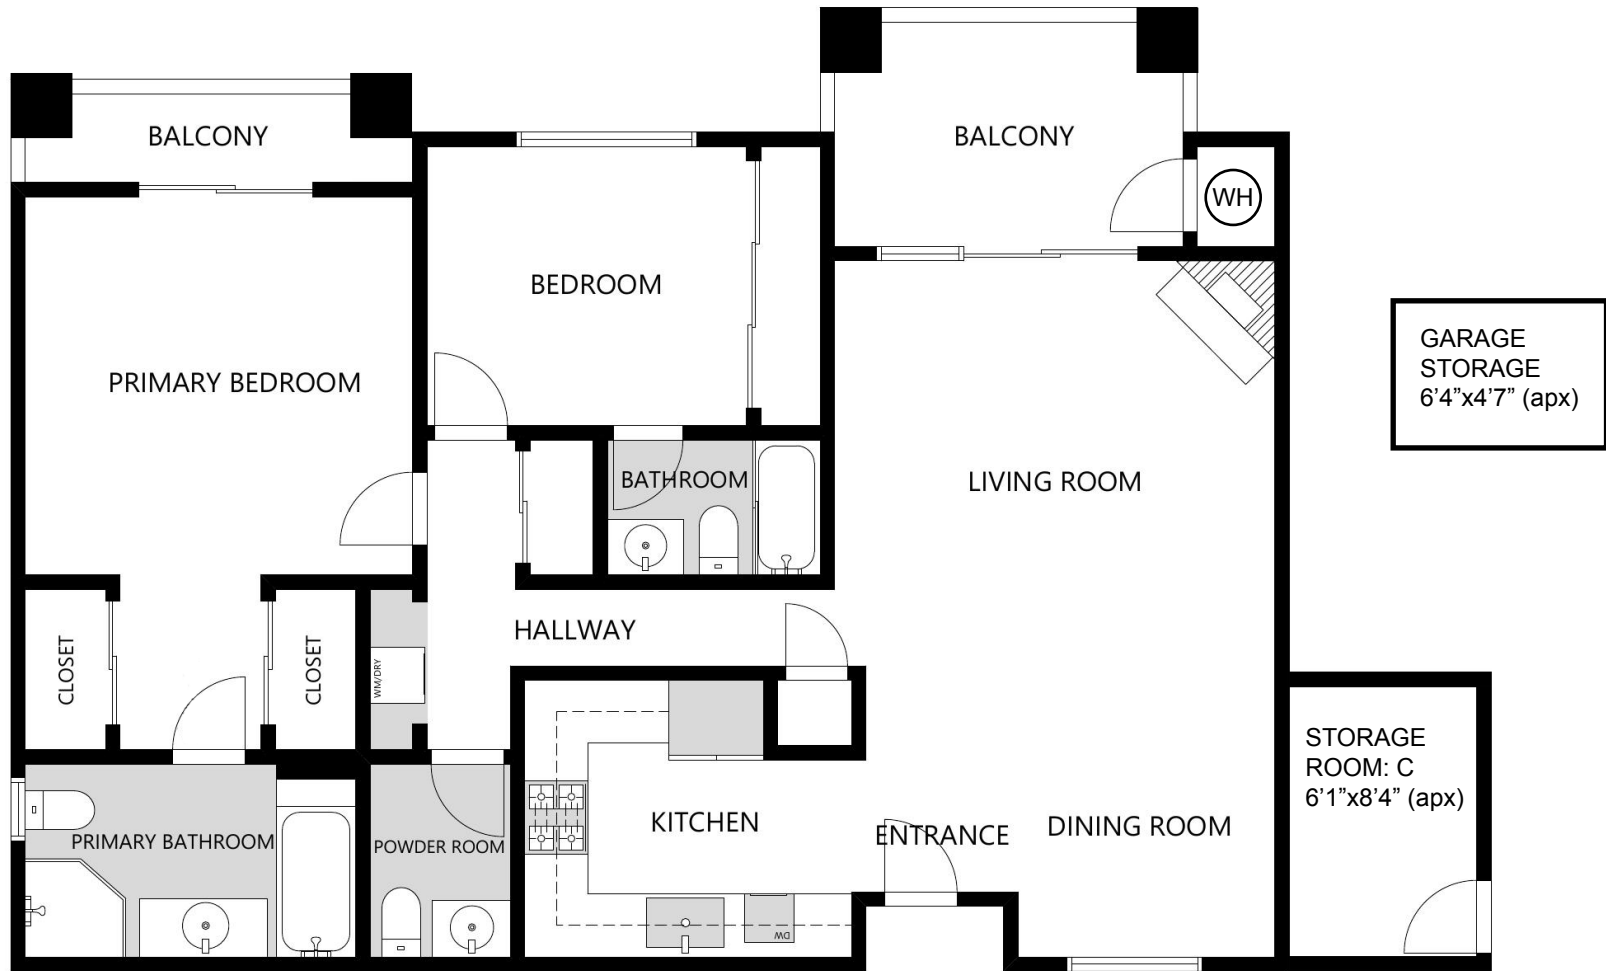 BALCONY
BALCONY
WH
BEDROOM
PRIMARY BEDROOM
GARAGE
STORAGE
6'4”x4'7” (apx)
BATHROOM
LIVING ROOM
HALLWAY
CLOSET
CLOSET
WM/DRY
STORAGE
ROOM: C
6'1”x8'4” (apx)
KITCHEN
ENTRANCE
DINING ROOM
PRIMARY BATHROOM
POWDER ROOM
DW